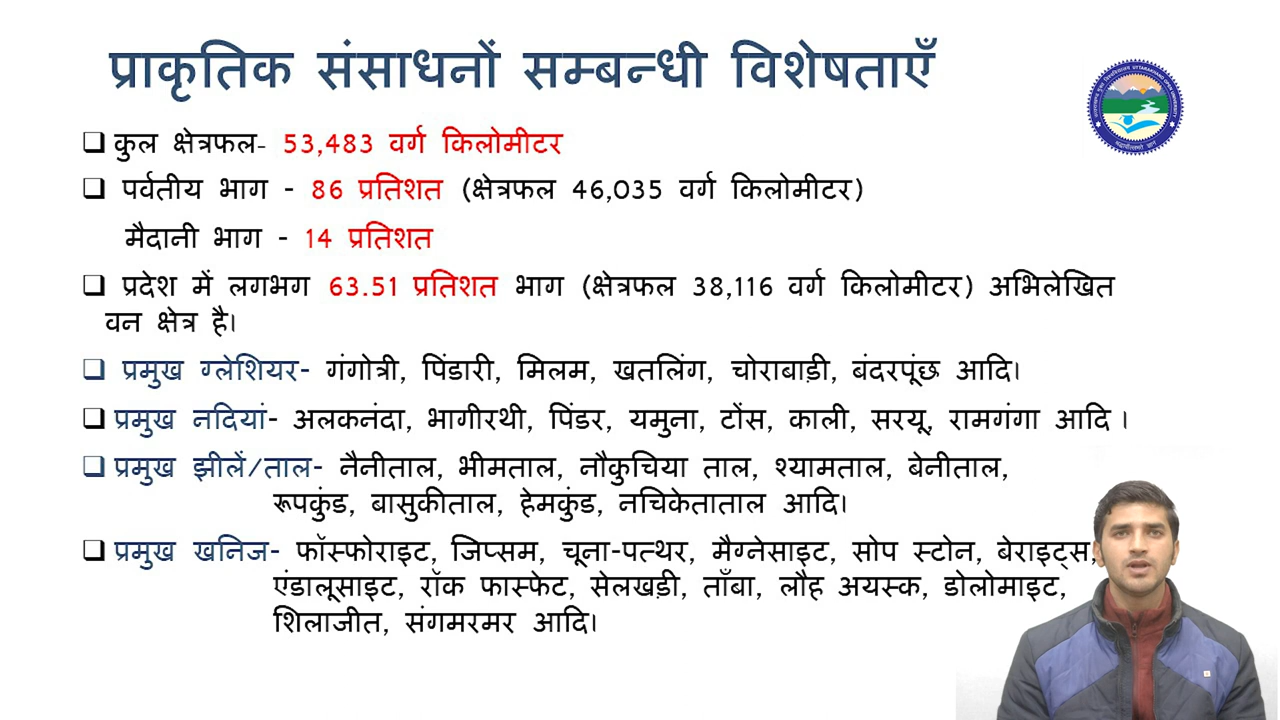 प्राकृतिक संसाधनों सम्बन्धी विशेषताएँ
❑ कुल क्षेत्रफल- 53,483 वर्ग किलोमीटर
❑ पर्वतीय भाग - 86 प्रतिशत (क्षेत्रफल 46,035 वर्ग किलोमीटर)
मैदानी भाग - 14 प्रतिशत
❑ प्रदेश में लगभग 63.51 प्रतिशत भाग (क्षेत्रफल 38,116 वर्ग किलोमीटर) अभिलेखित
वन क्षेत्र है।
❑ प्रमुख ग्लेशियर- गंगोत्री, पिंडारी, मिलम, खतलिंग, चोराबाड़ी, बंदरपूंछ आदि।
❑ प्रमुख नदियां- अलकनंदा, भागीरथी, पिंडर, यमुना, टोंस, काली, सरयू, रामगंगा आदि ।
❑ प्रमुख झीलें/ताल- नैनीताल, भीमताल, नौकुचिया ताल, श्यामताल, बेनीताल,
रूपकुंड, बासुकीताल, हेमकुंड, नचिकेताताल आदि।
❑ प्रमुख खनिज- फॉस्फोराइट, जिप्सम, चूना-पत्थर, मैग्नेसाइट, सोप स्टोन, बेराइट्स,
एंडालूसाइट, रॉक फास्फेट, सेलखड़ी, ताँबा, लौह अयस्क, डोलोमाइट,
शिलाजीत, संगमरमर आदि।
UTTARAKHAND OPEN UNIVERSITY